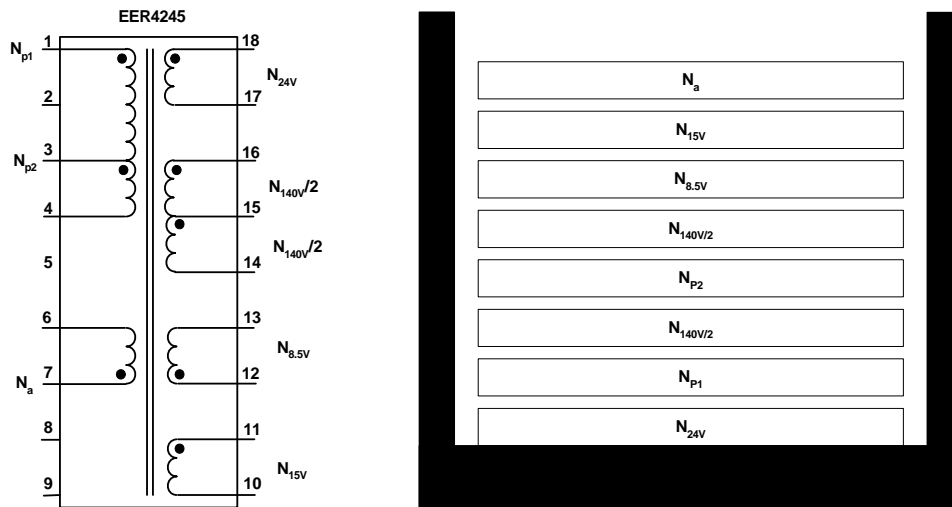 EER4245
N_p1 1 18
N_24V
2 17
N_p2 3 16
N_140V/2
4 15
N_140V/2
5 14
6 13
N_8.5V
N_a 7 12
8 11
N_15V
9 10
N_a
N_15V
N_8.5V
N_140V/2
N_P2
N_140V/2
N_P1
N_24V